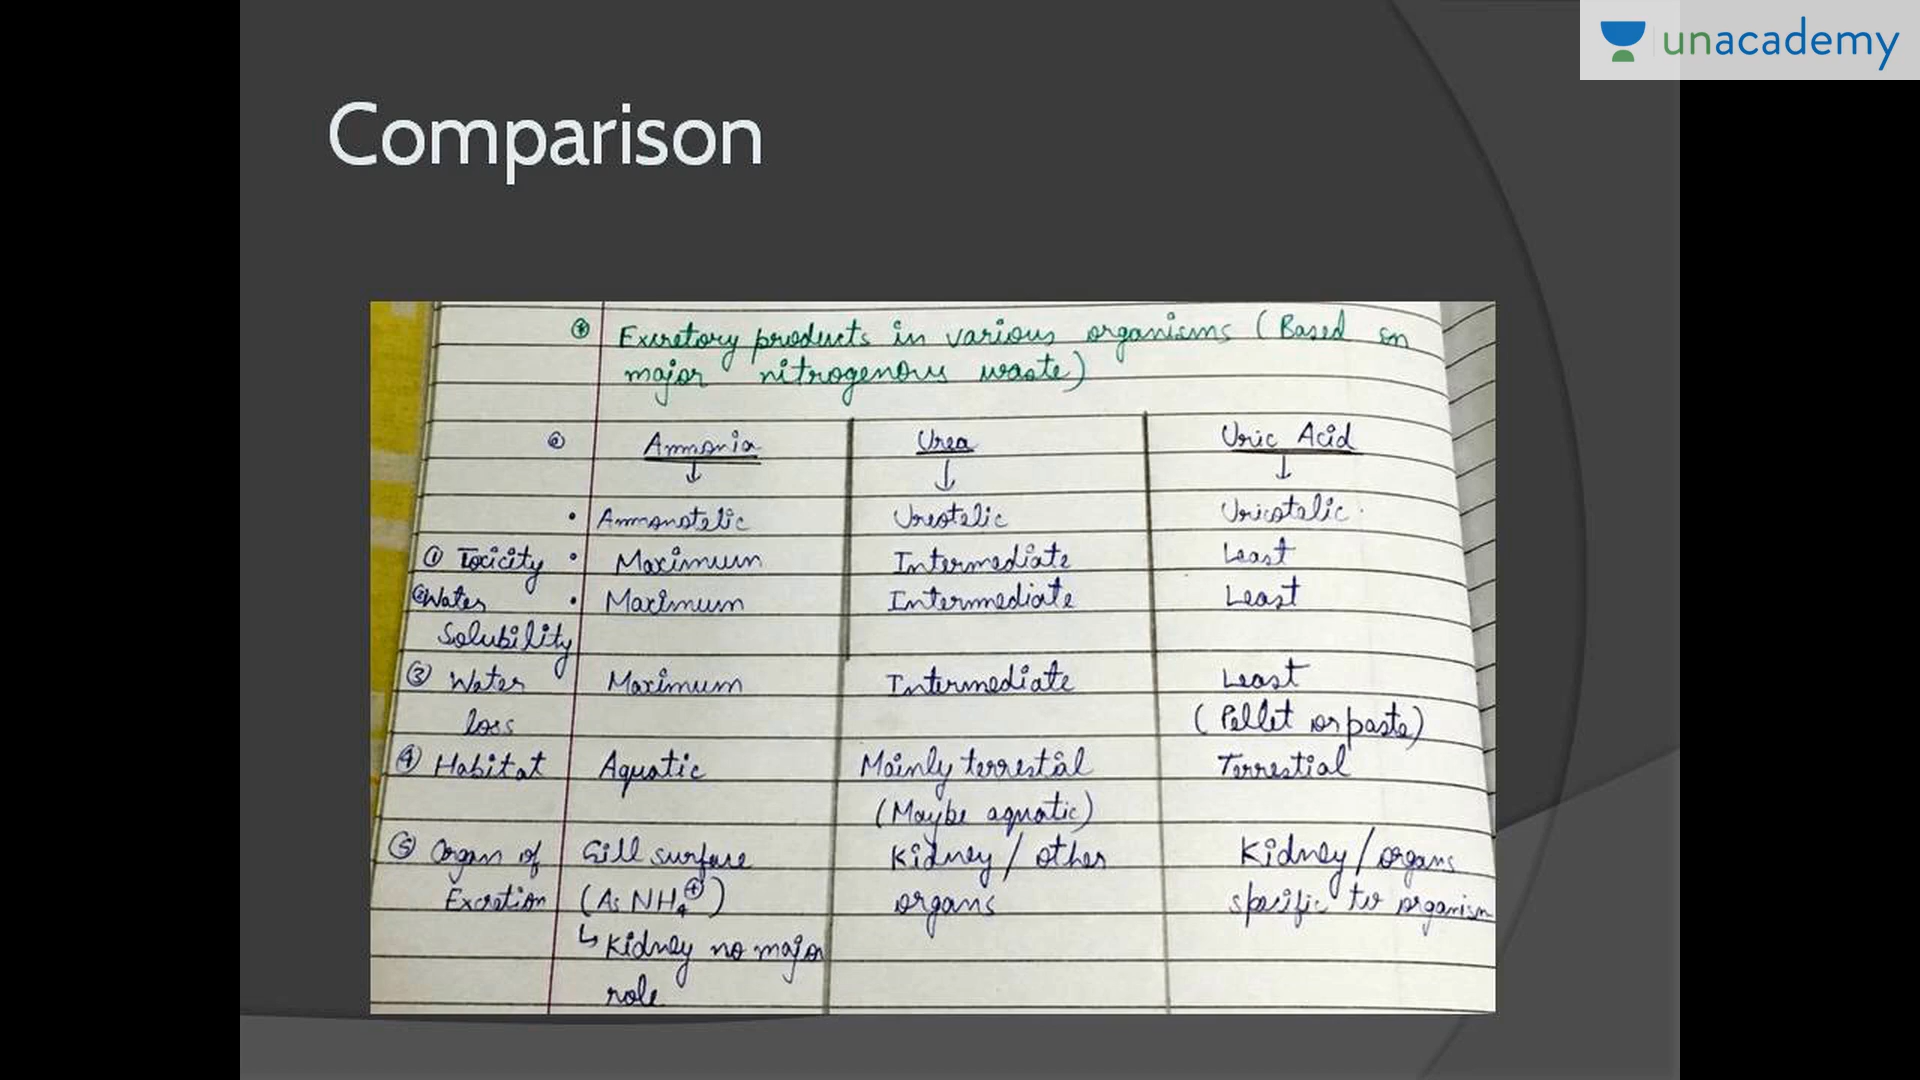 unacademy
Comparison
Excretory products in various organisms (Based on
major nitrogenous waste)
Ammonia Urea Uric Acid
↓ ↓ ↓
• Ammonotelic Ureotelic Uricotelic.
① Toxicity • Maximum Intermediate Least
② Water • Maximum Intermediate Least
Solubility
③ Water Maximum Intermediate Least
loss (Pellet or paste)
④ Habitat Aquatic Mainly terrestial Terrestial
(Maybe aquatic)
⑤ Organ of Gill surface Kidney / other Kidney / organs
Excretion (As NH₄⊕) organs specific to organism
↳ Kidney no major
role